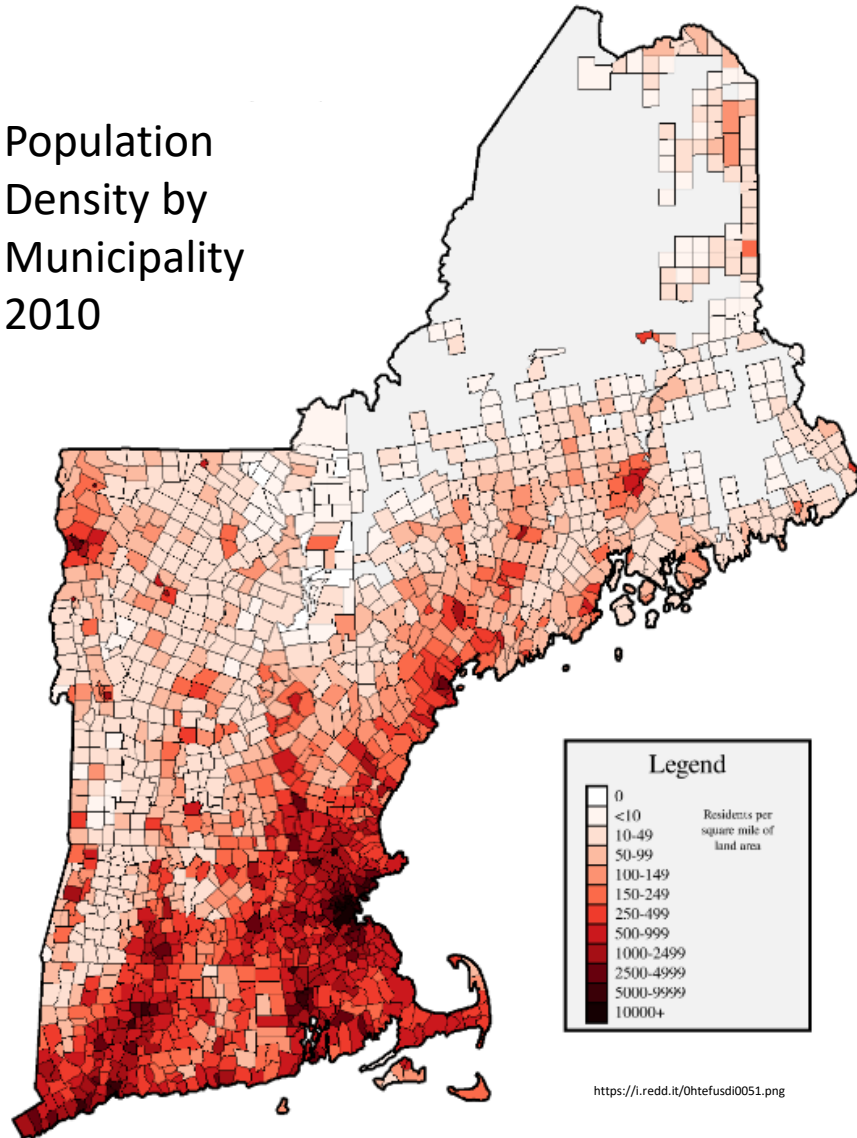 Population
Density by
Municipality
2010
Legend
0
<10
10-49
50-99
100-149
150-249
250-499
500-999
1000-2499
2500-4999
5000-9999
10000+
Residents per
square mile of
land area
https://i.redd.it/0htefusdi0051.png